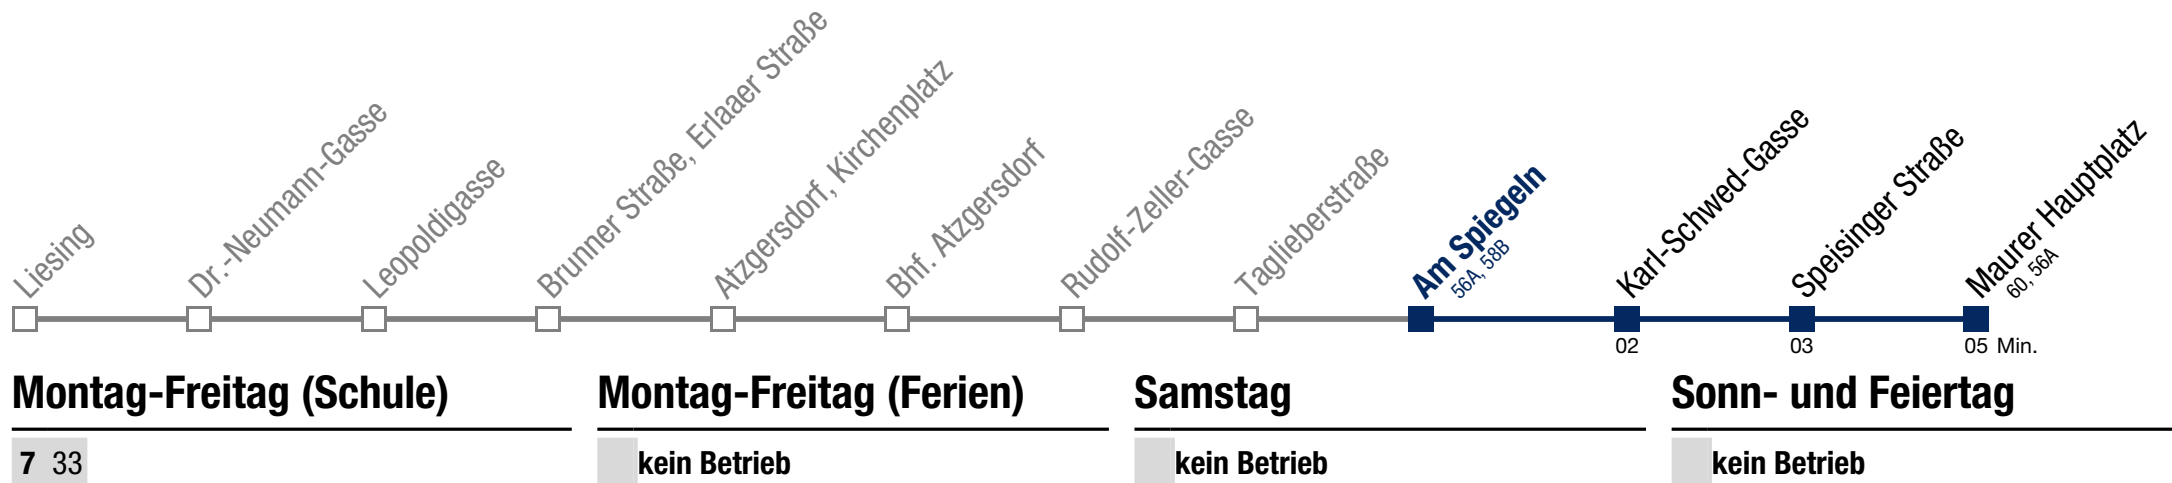 Liesing
Dr.-Neumann-Gasse
Leopoldigasse
Brunner Straße, Erlaaer Straße
Atzgersdorf, Kirchenplatz
Bhf. Atzgersdorf
Rudolf-Zeller-Gasse
Taglieberstraße
Am Spiegeln
56A, 58B
Karl-Schwed-Gasse
Speisinger Straße
Maurer Hauptplatz
60, 56A
02 03 05 Min.
Montag-Freitag (Schule) Montag-Freitag (Ferien) Samstag Sonn- und Feiertag
7 33 kein Betrieb kein Betrieb kein Betrieb